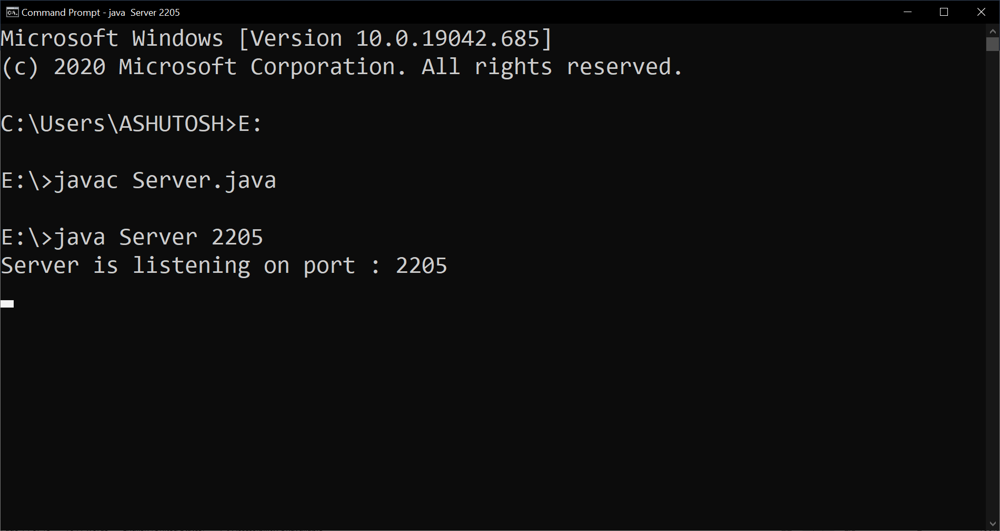 Command Prompt - java  Server 2205
Microsoft Windows [Version 10.0.19042.685]
(c) 2020 Microsoft Corporation. All rights reserved.
C:\Users\ASHUTOSH>E:
E:\>javac Server.java
E:\>java Server 2205
Server is listening on port : 2205